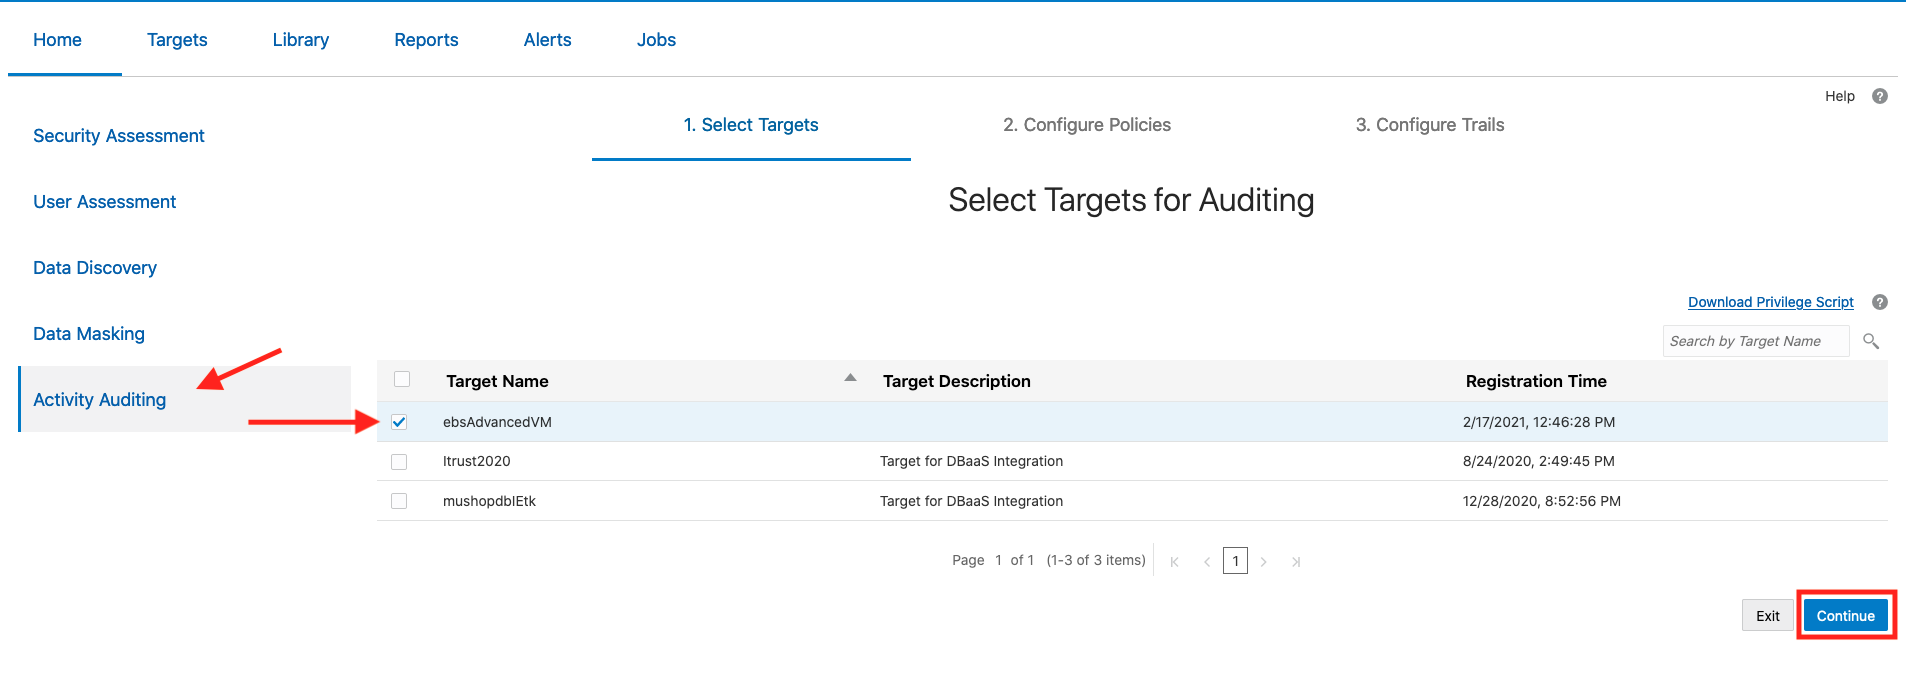 Home Targets Library Reports Alerts Jobs
Help ?
Security Assessment
User Assessment
Data Discovery
Data Masking
Activity Auditing
1. Select Targets 2. Configure Policies 3. Configure Trails
Select Targets for Auditing
Download Privilege Script ?
Search by Target Name
Target Name Target Description Registration Time
ebsAdvancedVM 2/17/2021, 12:46:28 PM
Itrust2020 Target for DBaaS Integration 8/24/2020, 2:49:45 PM
mushopdbIEtk Target for DBaaS Integration 12/28/2020, 8:52:56 PM
Page 1 of 1 (1-3 of 3 items) 1
Exit Continue